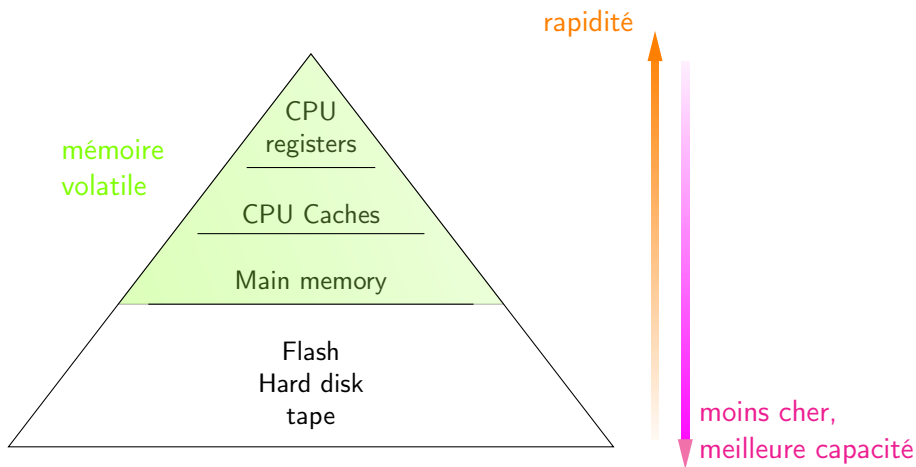 rapidité
CPU
registers
mémoire
volatile
CPU Caches
Main memory
Flash
Hard disk
tape
moins cher,
meilleure capacité